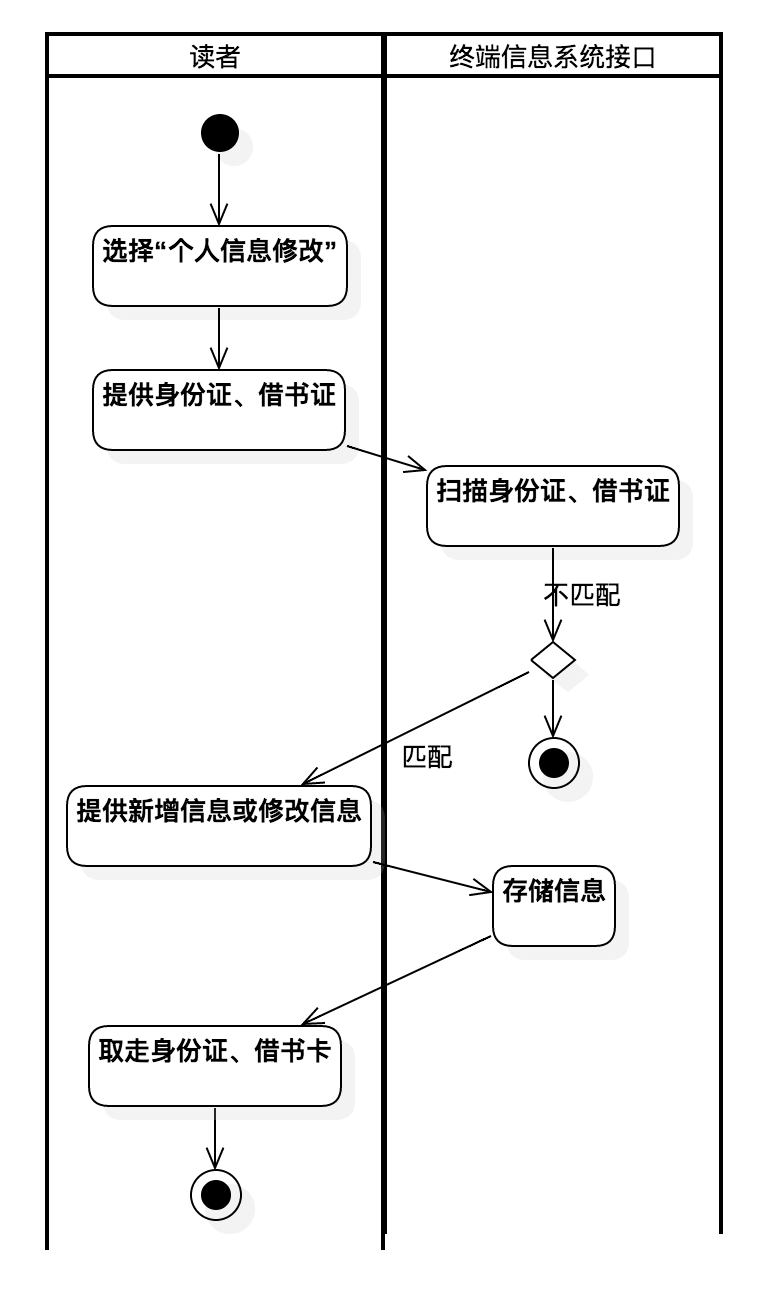 读者
终端信息系统接口
选择“个人信息修改”
提供身份证、借书证
扫描身份证、借书证
不匹配
匹配
提供新增信息或修改信息
存储信息
取走身份证、借书卡